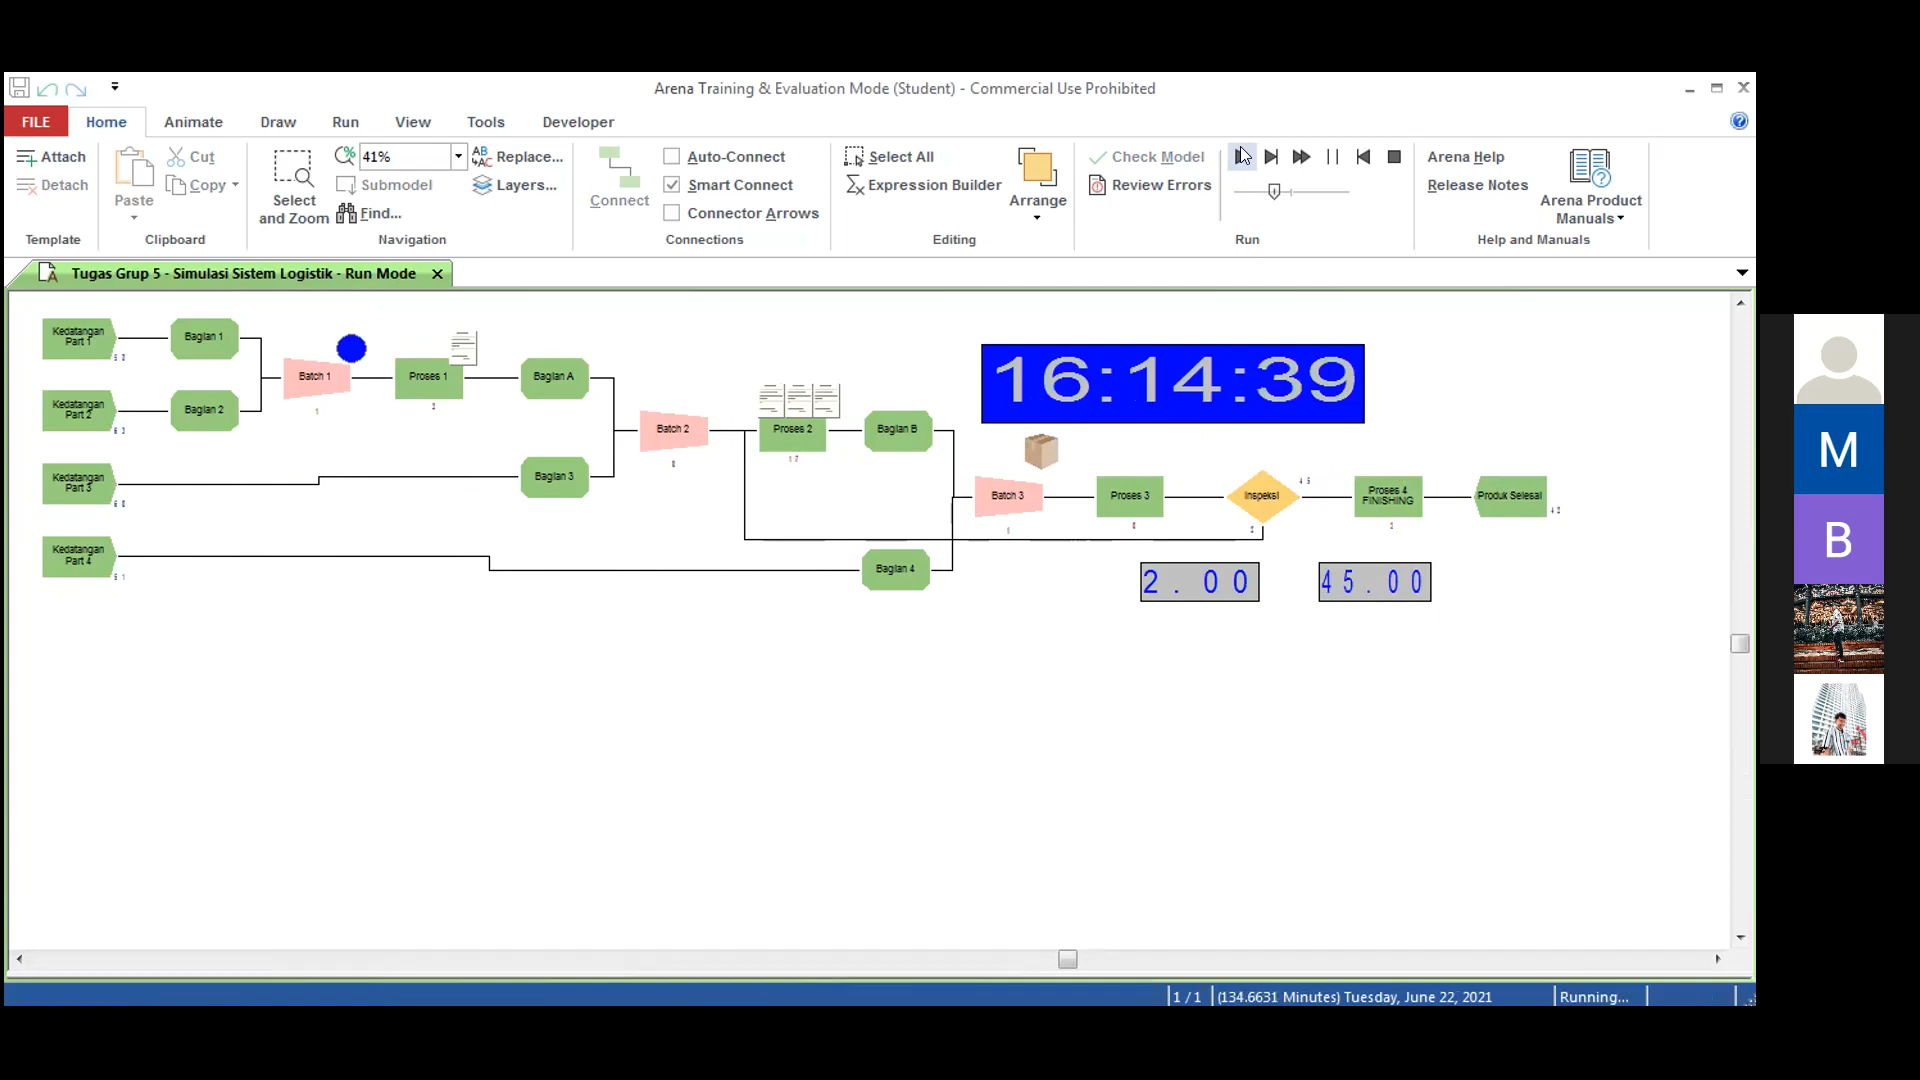 Arena Training & Evaluation Mode (Student) - Commercial Use Prohibited
FILE
Home
Animate
Draw
Run
View
Tools
Developer
Attach
Detach
Template
Paste
Cut
Copy
Clipboard
Select
and Zoom
41%
Submodel
Find...
Replace...
Layers...
Navigation
Connect
Auto-Connect
Smart Connect
Connector Arrows
Connections
Select All
Expression Builder
Arrange
Editing
Check Model
Review Errors
Run
Arena Help
Release Notes
Arena Product
Manuals
Help and Manuals
Tugas Grup 5 - Simulasi Sistem Logistik - Run Mode
Kedatangan
Part 1
Bagian 1
Batch 1
Proses 1
Bagian A
Kedatangan
Part 2
Bagian 2
Batch 2
Proses 2
Bagian B
16:14:39
Kedatangan
Part 3
Bagian 3
Batch 3
Proses 3
Inspeksi
Proses 4
FINISHING
Produk Selesai
Kedatangan
Part 4
Bagian 4
2.00
45.00
1 / 1
(134.6631 Minutes) Tuesday, June 22, 2021
Running...
M
B